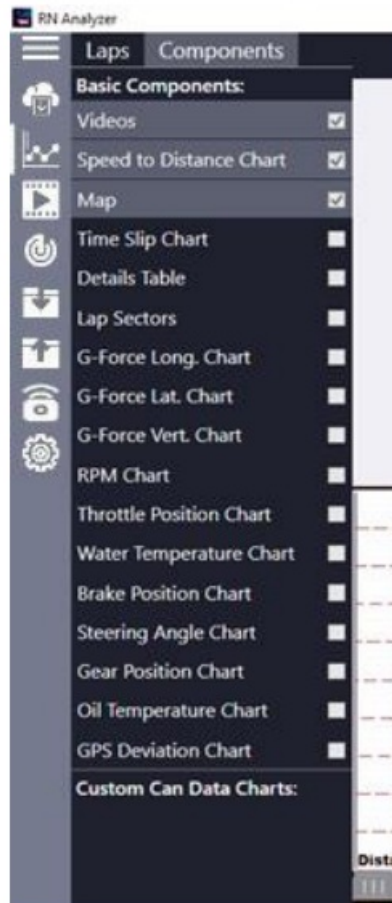 RN Analyzer
Laps Components
Basic Components:
Videos
Speed to Distance Chart
Map
Time Slip Chart
Details Table
Lap Sectors
G-Force Long. Chart
G-Force Lat. Chart
G-Force Vert. Chart
RPM Chart
Throttle Position Chart
Water Temperature Chart
Brake Position Chart
Steering Angle Chart
Gear Position Chart
Oil Temperature Chart
GPS Deviation Chart
Custom Can Data Charts:
Dist